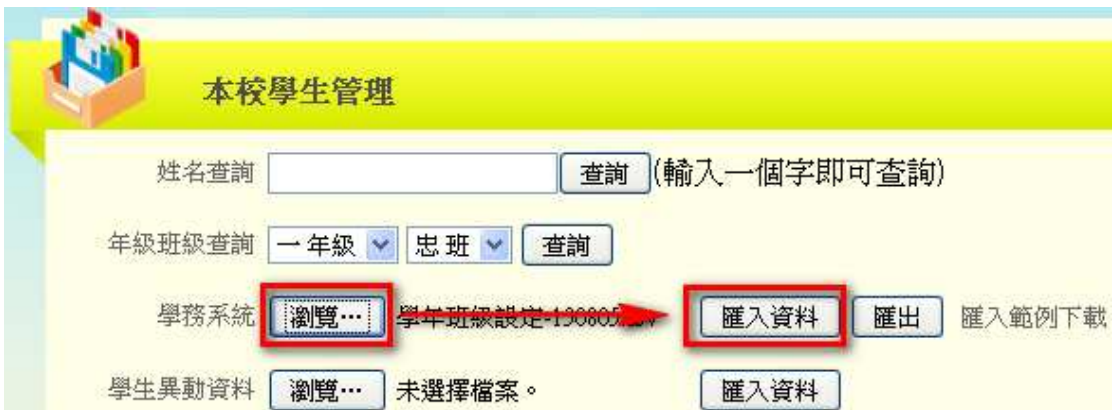 本校學生管理
姓名查詢 查詢 (輸入一個字即可查詢)
年級班級查詢 一年級 忠班 查詢
學務系統 瀏覽… 學年班級設定-130805 匯入資料 匯出 匯入範例下載
學生異動資料 瀏覽… 未選擇檔案。 匯入資料